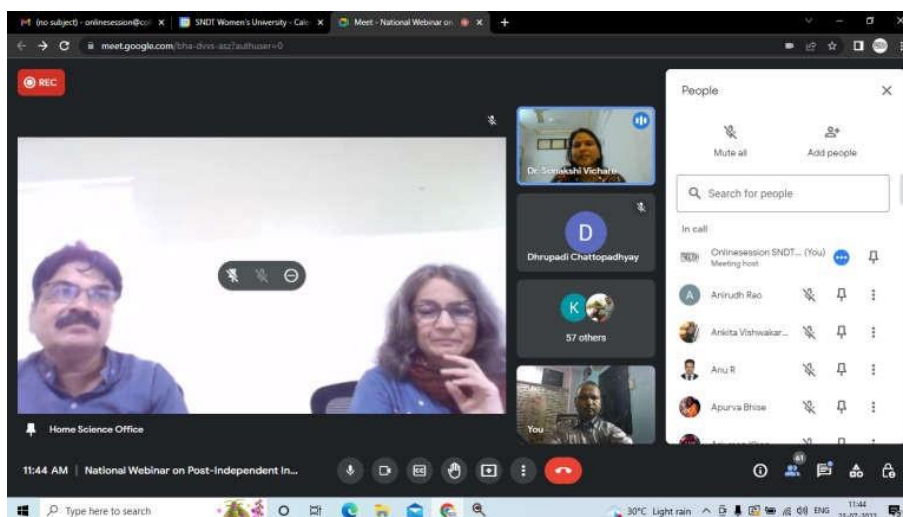 (no subject) - onlinesession@col
SNDT Women's University - Cale
Meet - National Webinar on
meet.google.com/bha-dvvs-asz?authuser=0
REC
Dr. Sonakshi Vichare
D
Dhrupadi Chattopadhyay
K
57 others
You
Home Science Office
People
Mute all
Add people
Search for people
In call
Onlinesession SNDT... (You)
Meeting host
A
Anirudh Rao
Ankita Vishwakar...
Anu R
Apurva Bhise
11:44 AM | National Webinar on Post-Independent In...
CC
61
Type here to search
30°C Light rain
ENG
11:44